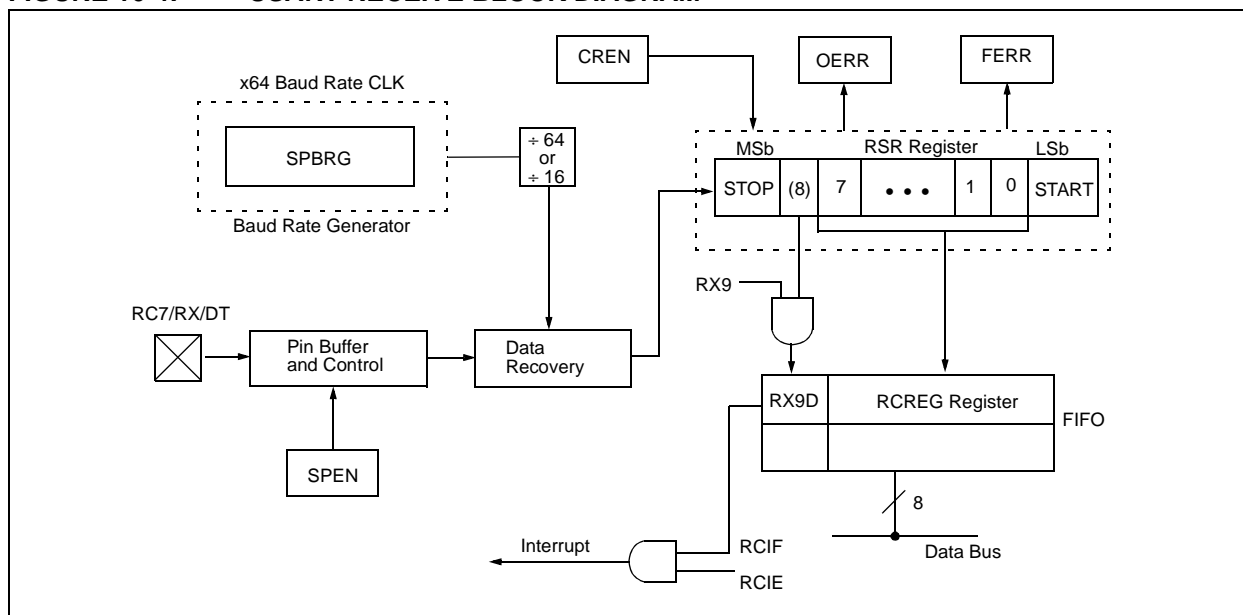 CREN
OERR
FERR
x64 Baud Rate CLK
SPBRG
Baud Rate Generator
÷ 64
or
÷ 16
MSb
RSR Register
LSb
STOP
(8)
7
• • •
1
0
START
RX9
RC7/RX/DT
Pin Buffer
and Control
Data
Recovery
SPEN
RX9D
RCREG Register
FIFO
8
Interrupt
RCIF
RCIE
Data Bus